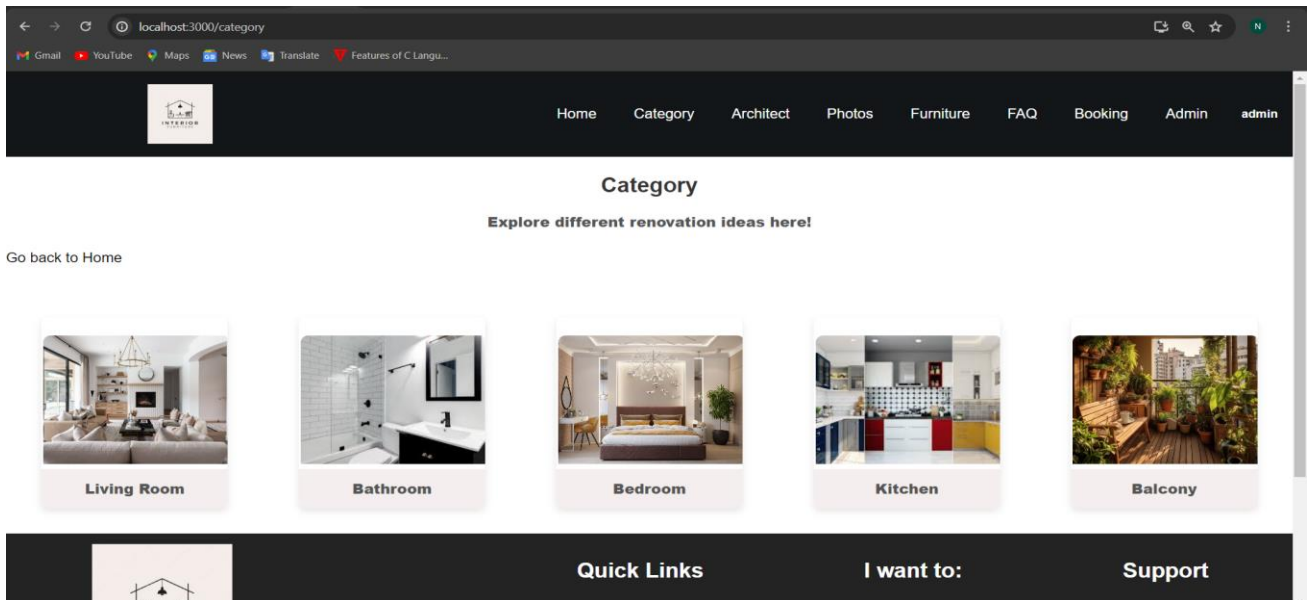 localhost:3000/category
N
Gmail YouTube Maps News Translate Features of C Langu...
INTERIOR
Home Category Architect Photos Furniture FAQ Booking Admin admin
Category
Explore different renovation ideas here!
Go back to Home
Living Room Bathroom Bedroom Kitchen Balcony
Quick Links I want to: Support